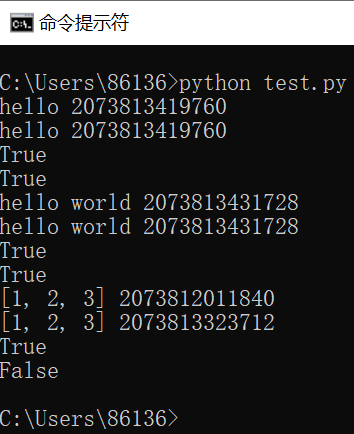 命令提示符
C:\Users\86136>python test.py
hello 2073813419760
hello 2073813419760
True
True
hello world 2073813431728
hello world 2073813431728
True
True
[1, 2, 3] 2073812011840
[1, 2, 3] 2073813323712
True
False
C:\Users\86136>